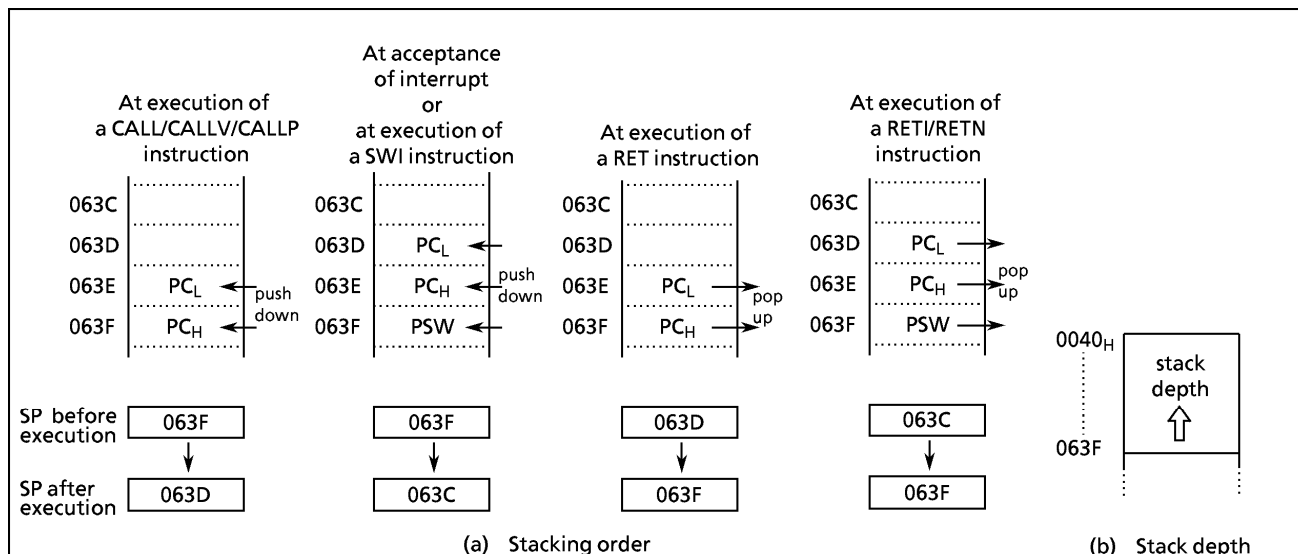 At execution of
a CALL/CALLV/CALLP
instruction
063C
063D
063E PCL
063F PCH
push
down
At acceptance
of interrupt
or
at execution of
a SWI instruction
063C
063D PCL
063E PCH
063F PSW
push
down
At execution of
a RET instruction
063C
063D
063E PCL
063F PCH
pop
up
At execution of
a RETI/RETN
instruction
063C
063D PCL
063E PCH
063F PSW
pop
up
SP before
execution
063F
063F
063D
063C
SP after
execution
063D
063C
063F
063F
(a) Stacking order
0040H
stack
depth
063F
(b) Stack depth